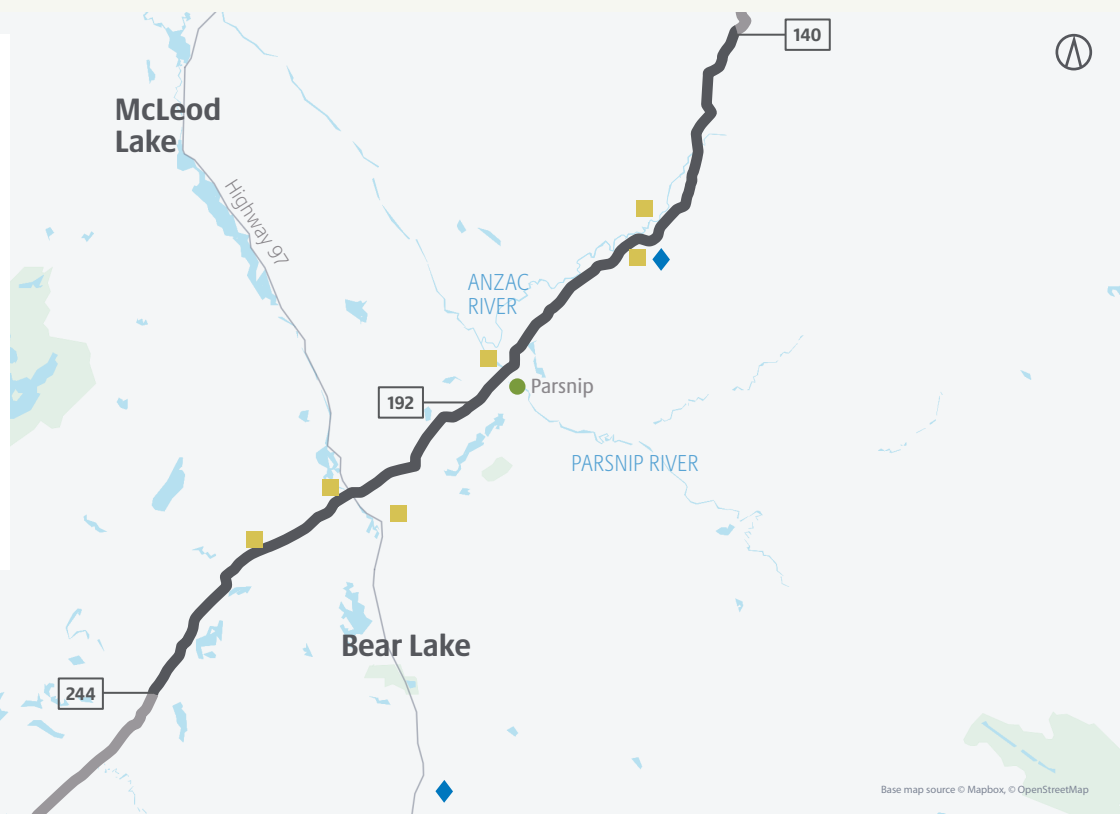 140
McLeod
Lake
Highway 97
ANZAC
RIVER
Parsnip
192
PARSNIP RIVER
Bear Lake
244
Base map source © Mapbox, © OpenStreetMap